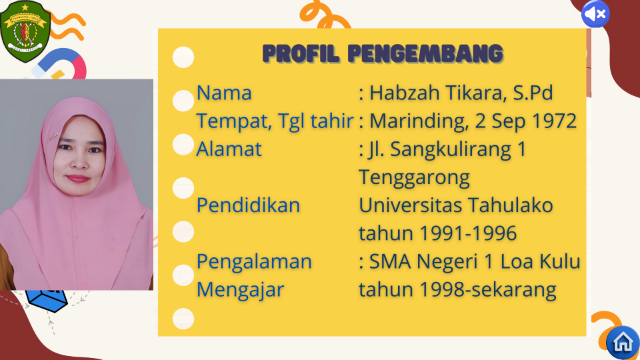 PROFIL PENGEMBANG
Nama : Habzah Tikara, S.Pd
Tempat, Tgl tahir : Marinding, 2 Sep 1972
Alamat : Jl. Sangkulirang 1
Tenggarong
Pendidikan Universitas Tahulako
tahun 1991-1996
Pengalaman : SMA Negeri 1 Loa Kulu
Mengajar tahun 1998-sekarang